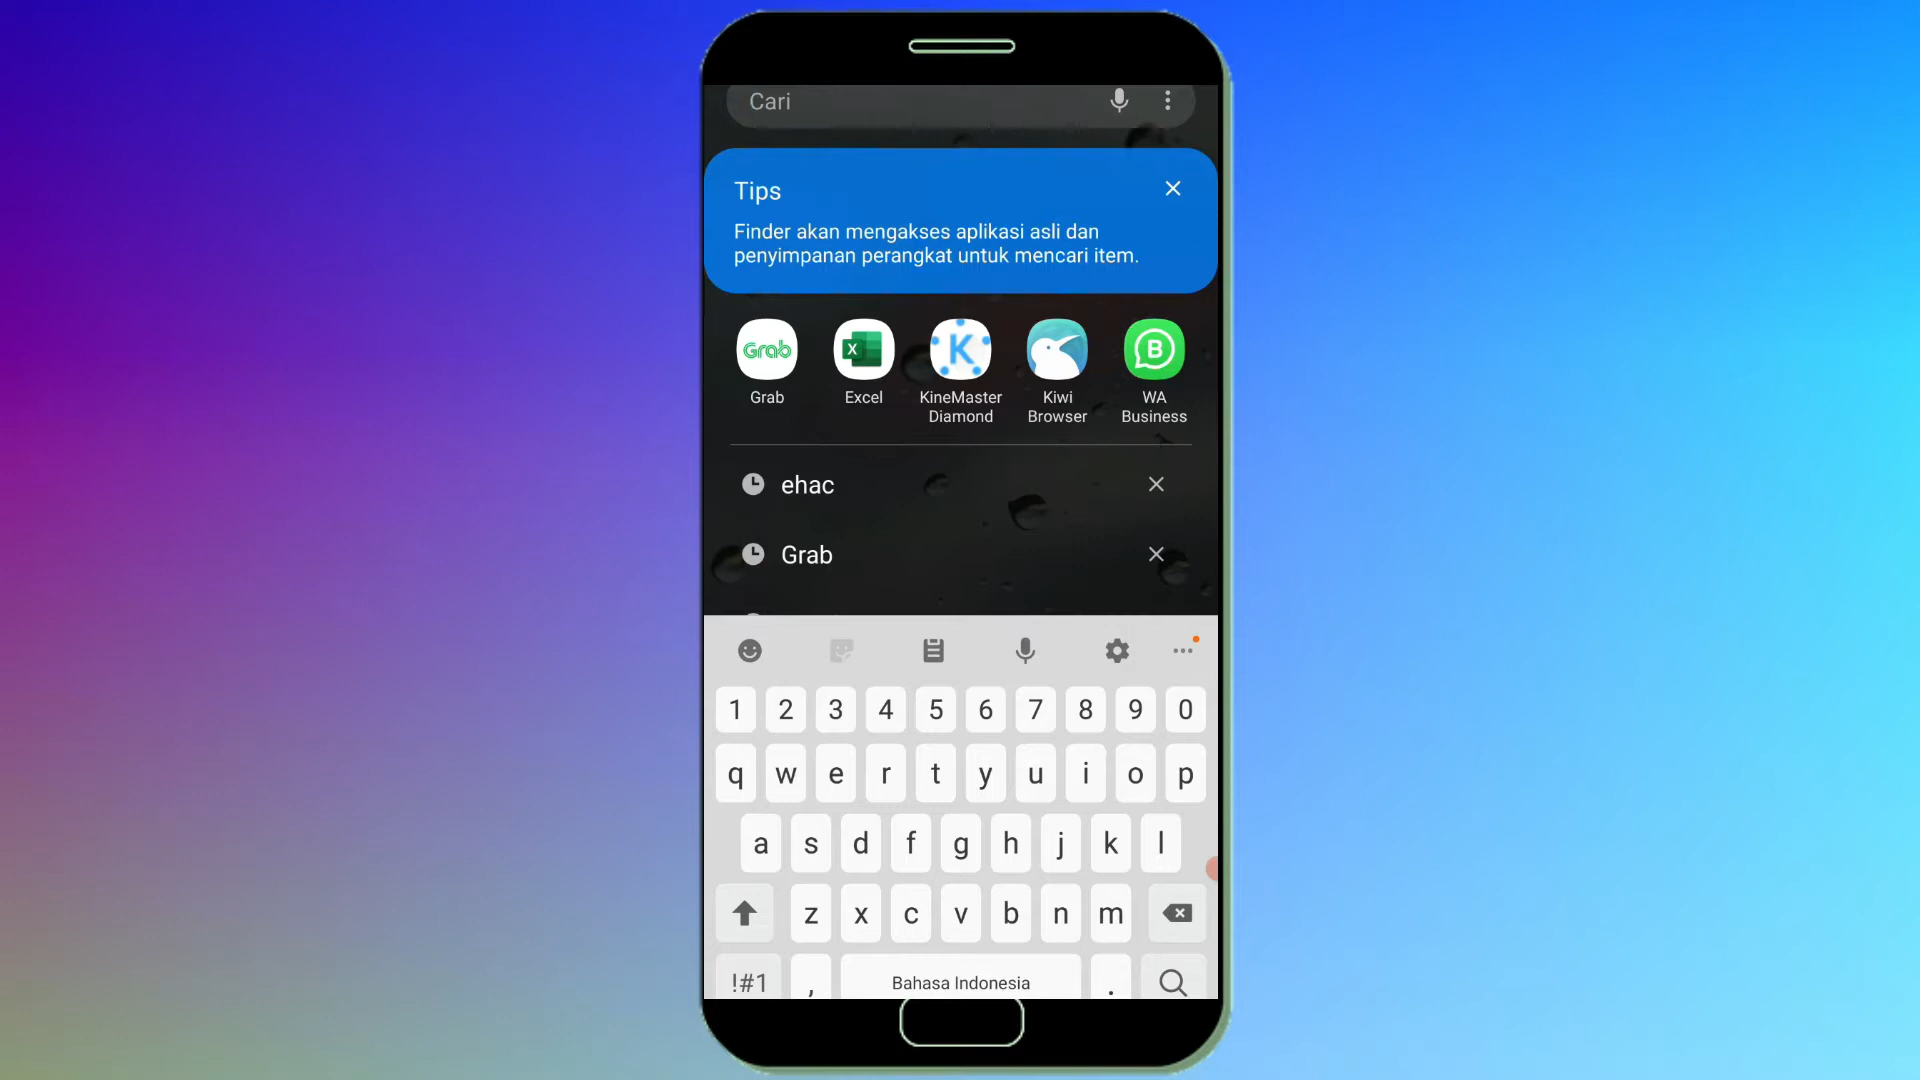 Cari
Tips
Finder akan mengakses aplikasi asli dan
penyimpanan perangkat untuk mencari item.
Grab
X
K
B
Grab
Excel
KineMaster
Diamond
Kiwi
Browser
WA
Business
ehac
Grab
1 2 3 4 5 6 7 8 9 0
q w e r t y u i o p
a s d f g h j k l
z x c v b n m
!#1 , Bahasa Indonesia .